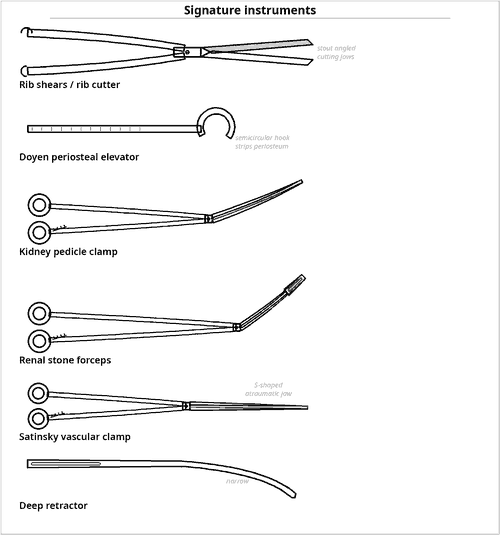 Signature instruments
stout angled
cutting jaws
Rib shears / rib cutter
semicircular hook
strips periosteum
Doyen periosteal elevator
Kidney pedicle clamp
Renal stone forceps
S-shaped
atraumatic jaw
Satinsky vascular clamp
narrow
Deep retractor